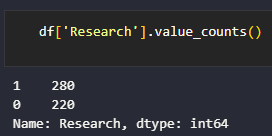 df['Research'].value_counts()
1    280
0    220
Name: Research, dtype: int64